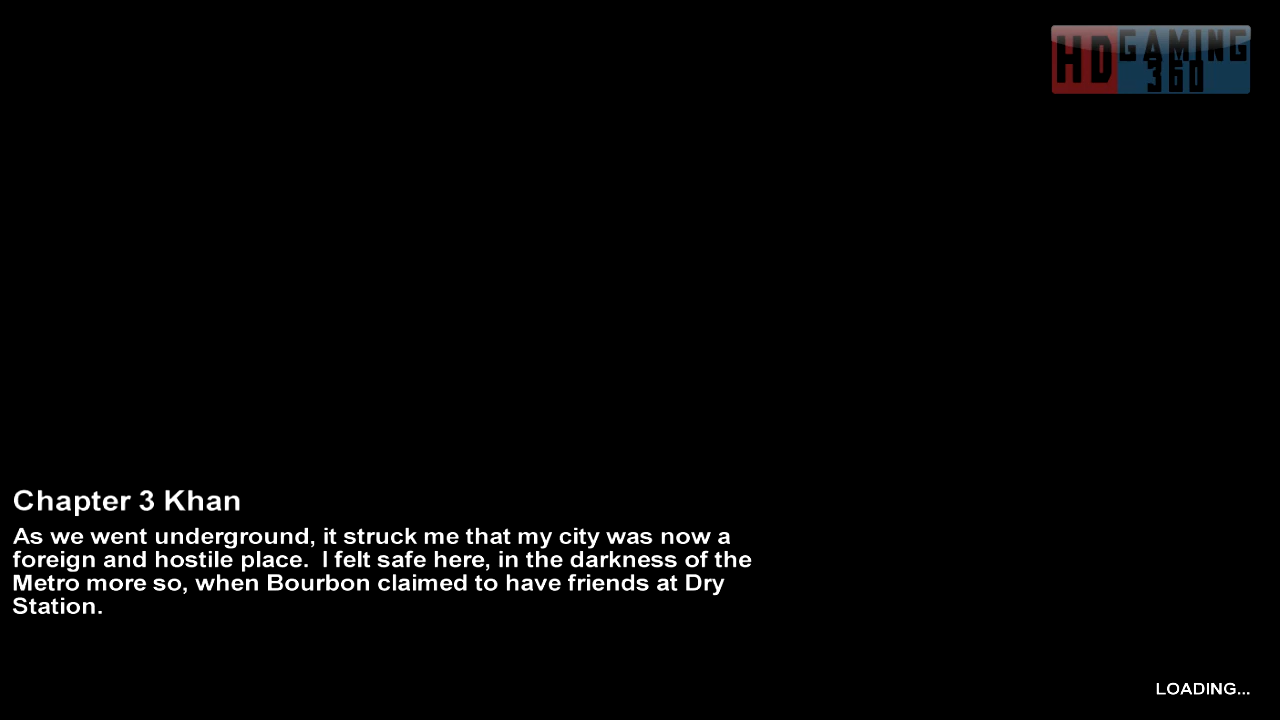 HD GAMING
360
Chapter 3 Khan
As we went underground, it struck me that my city was now a
foreign and hostile place.  I felt safe here, in the darkness of the
Metro more so, when Bourbon claimed to have friends at Dry
Station.
LOADING...